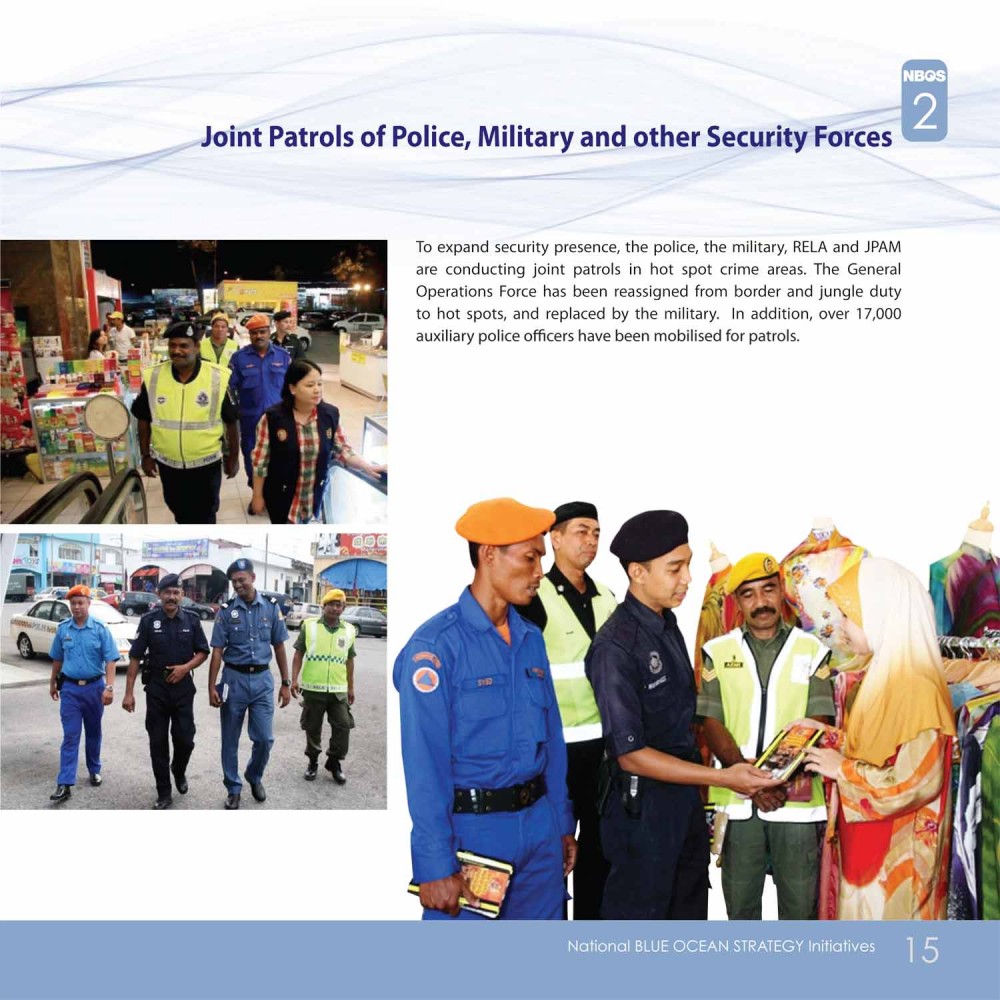 NBOS
2
Joint Patrols of Police, Military and other Security Forces
To expand security presence, the police, the military, RELA and JPAM
are conducting joint patrols in hot spot crime areas. The General
Operations Force has been reassigned from border and jungle duty
to hot spots, and replaced by the military. In addition, over 17,000
auxiliary police officers have been mobilised for patrols.
National BLUE OCEAN STRATEGY Initiatives
15